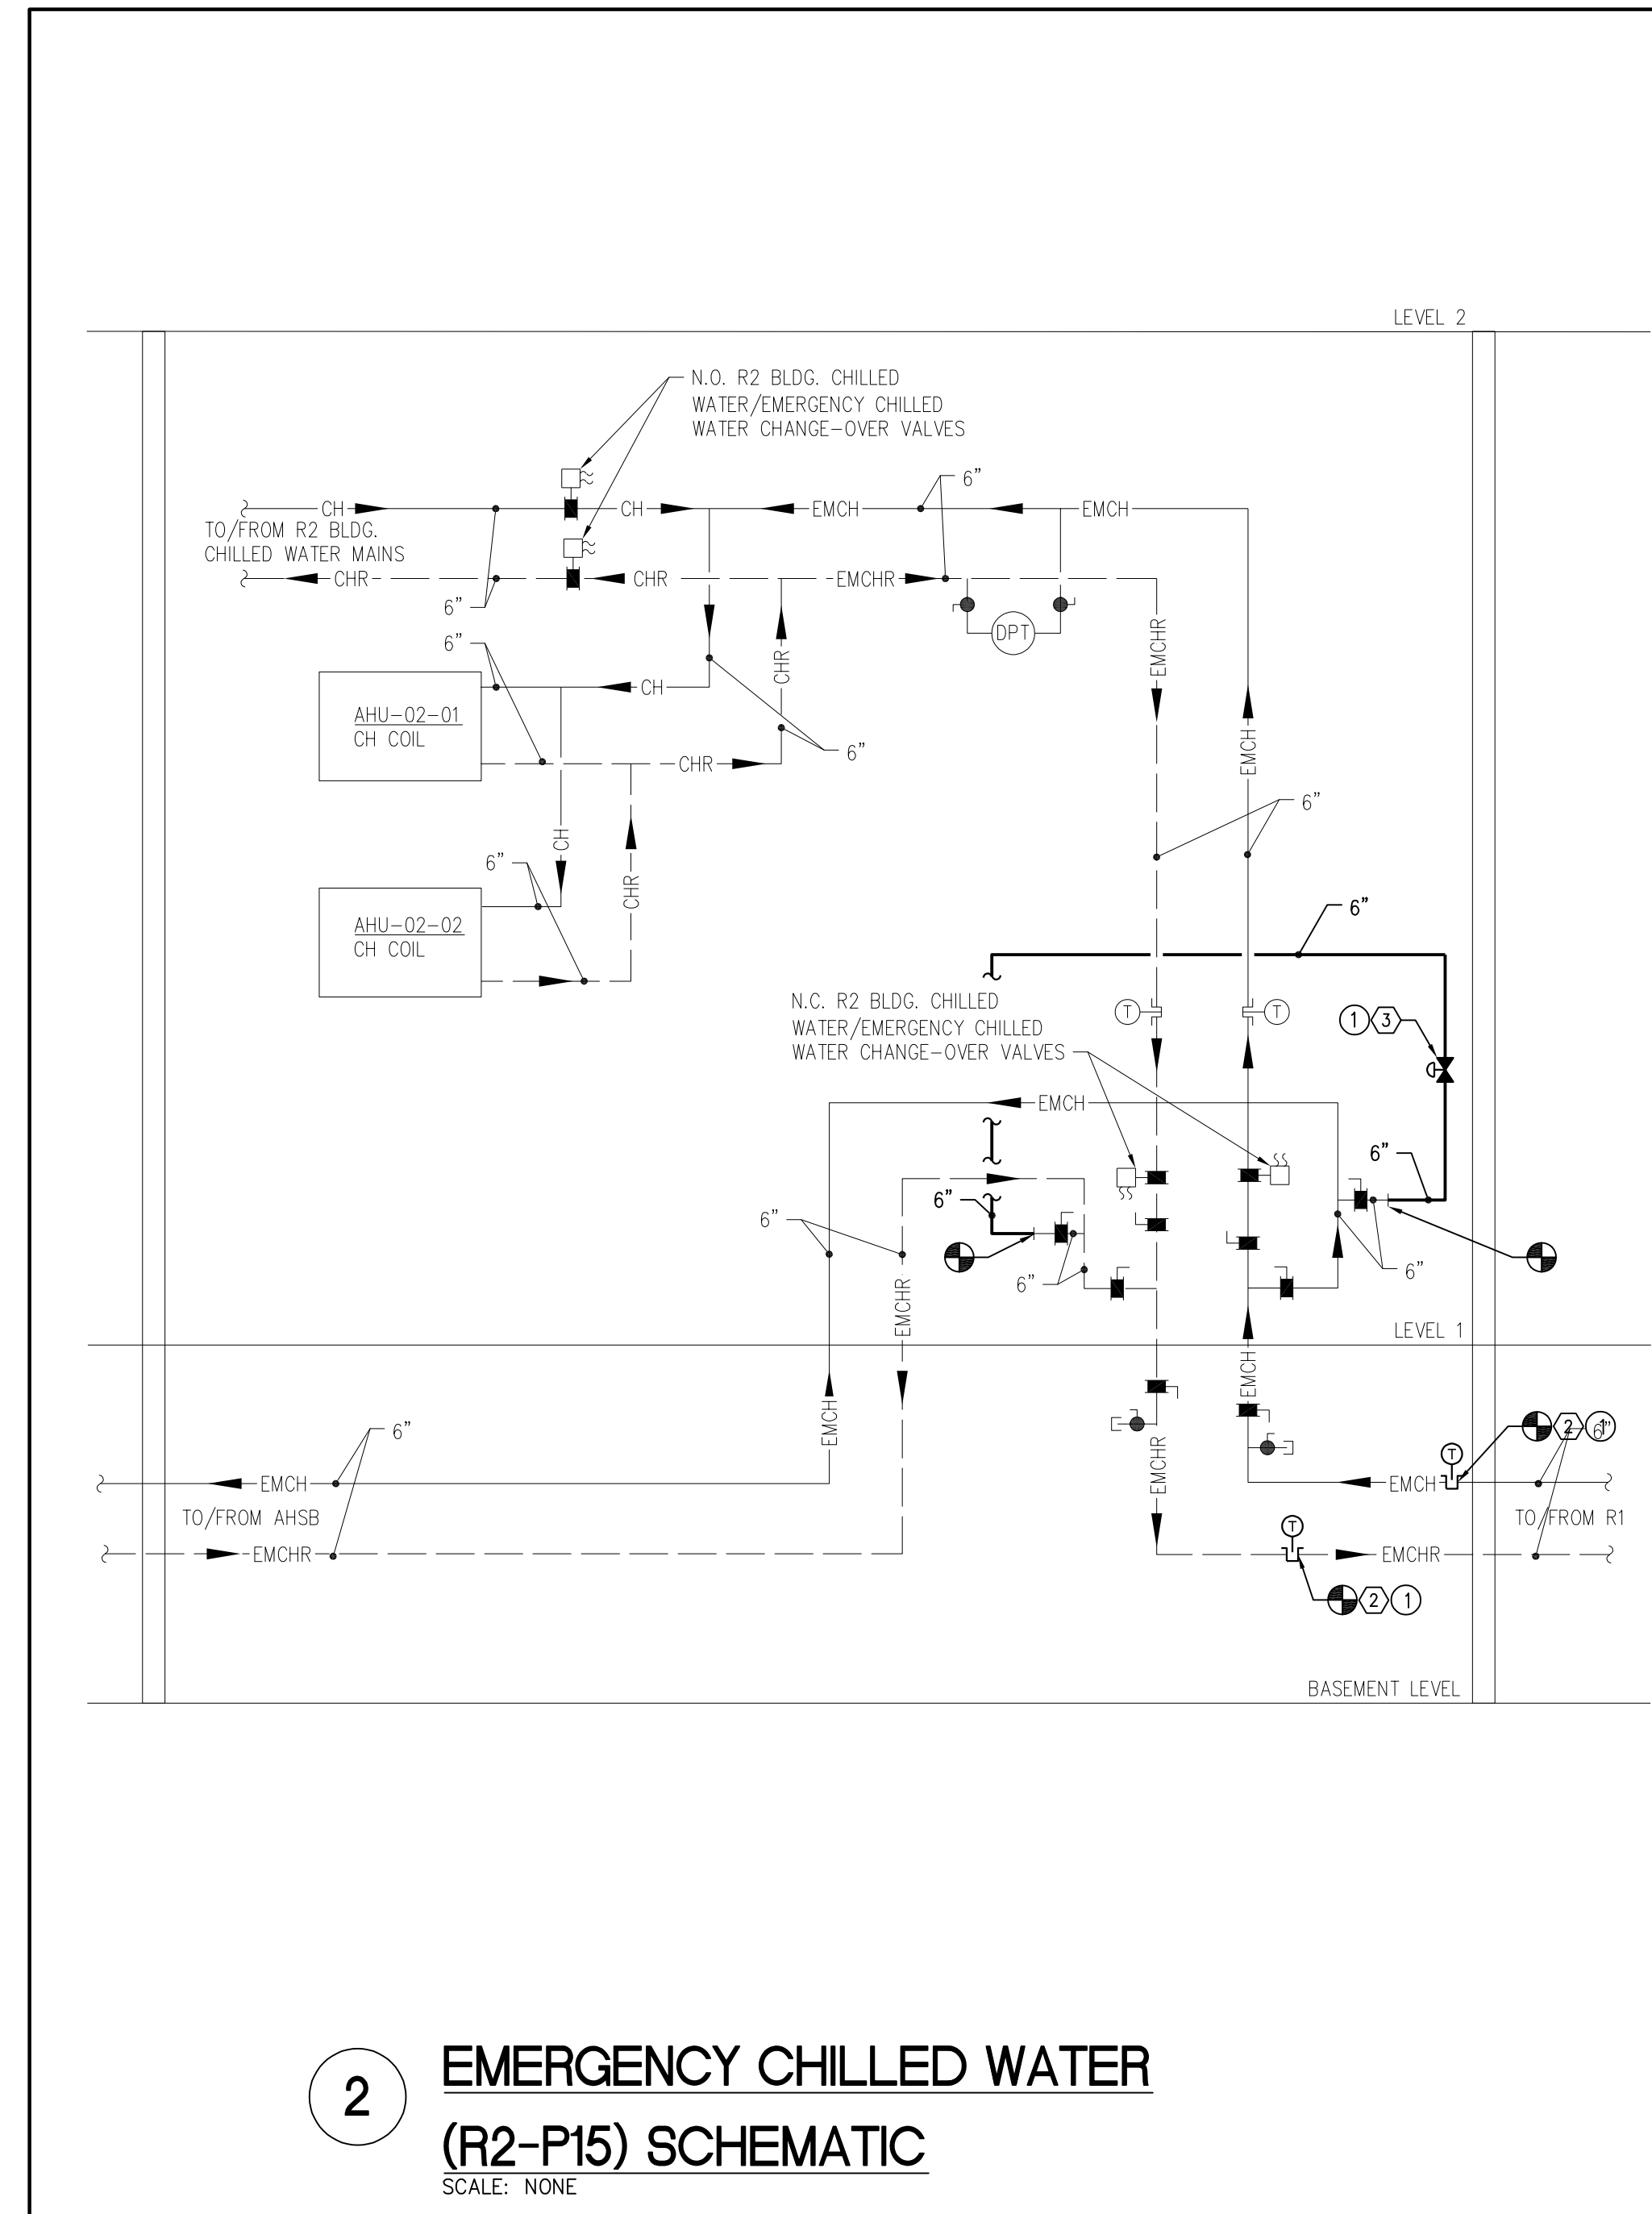 LEVEL 2
N.O. R2 BLDG. CHILLED
WATER/EMERGENCY CHILLED
WATER CHANGE-OVER VALVES
6"
CH
CH
EMCH
EMCH
TO/FROM R2 BLDG.
CHILLED WATER MAINS
CHR
CHR
EMCHR
6"
DPT
6"
EMCHR
CHR
CH
AHU-02-01
CH COIL
EMCH
6"
CHR
6"
CH
6"
CHR
6"
AHU-02-02
CH COIL
N.C. R2 BLDG. CHILLED
WATER/EMERGENCY CHILLED
WATER CHANGE-OVER VALVES
T
T
1
3
EMCH
6"
6"
6"
6"
6"
EMCHR
LEVEL 1
EMCH
EMCH
6"
2
1
6"
T
EMCHR
EMCH
EMCH
TO/FROM AHSB
TO/FROM R1
T
EMCHR
EMCHR
2
1
BASEMENT LEVEL
2
EMERGENCY CHILLED WATER
(R2-P15) SCHEMATIC
SCALE: NONE